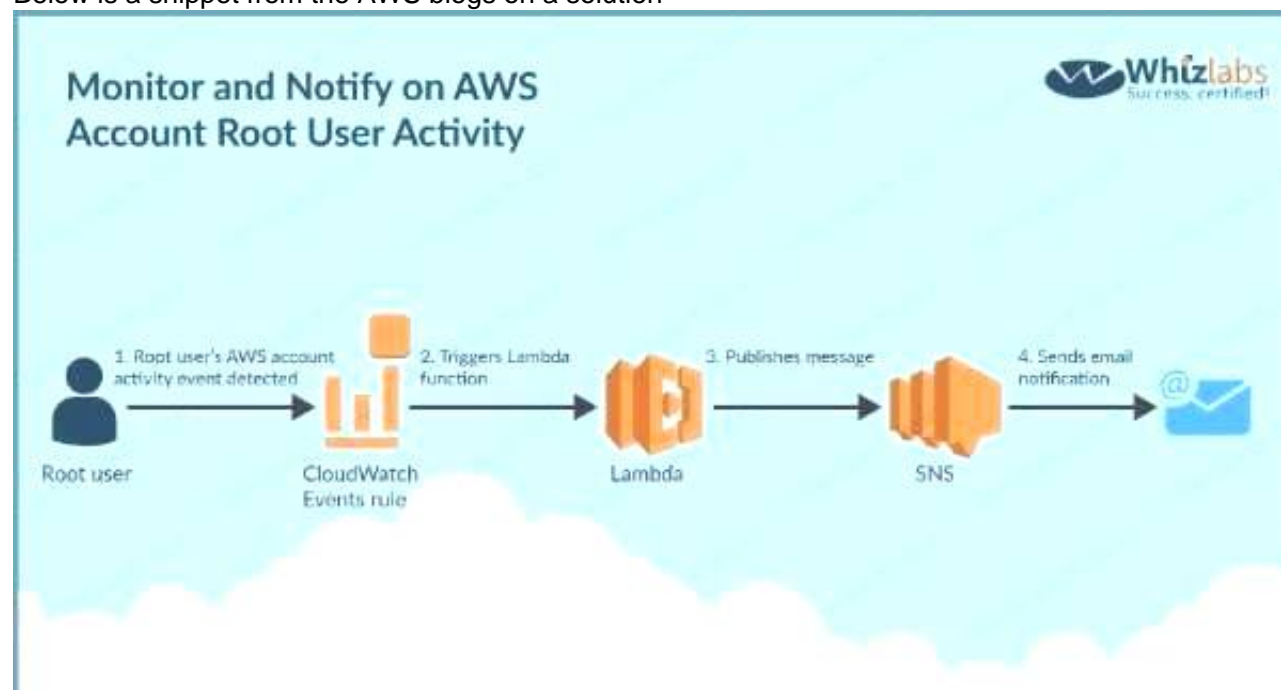 Below is a snippet from the AWS blogs on a solution
Monitor and Notify on AWS
Account Root User Activity
Whizlabs
Success. certified!
1. Root user's AWS account
activity event detected
2. Triggers Lambda
function
3. Publishes message
4. Sends email
notification
@
Root user
CloudWatch
Events rule
Lambda
SNS